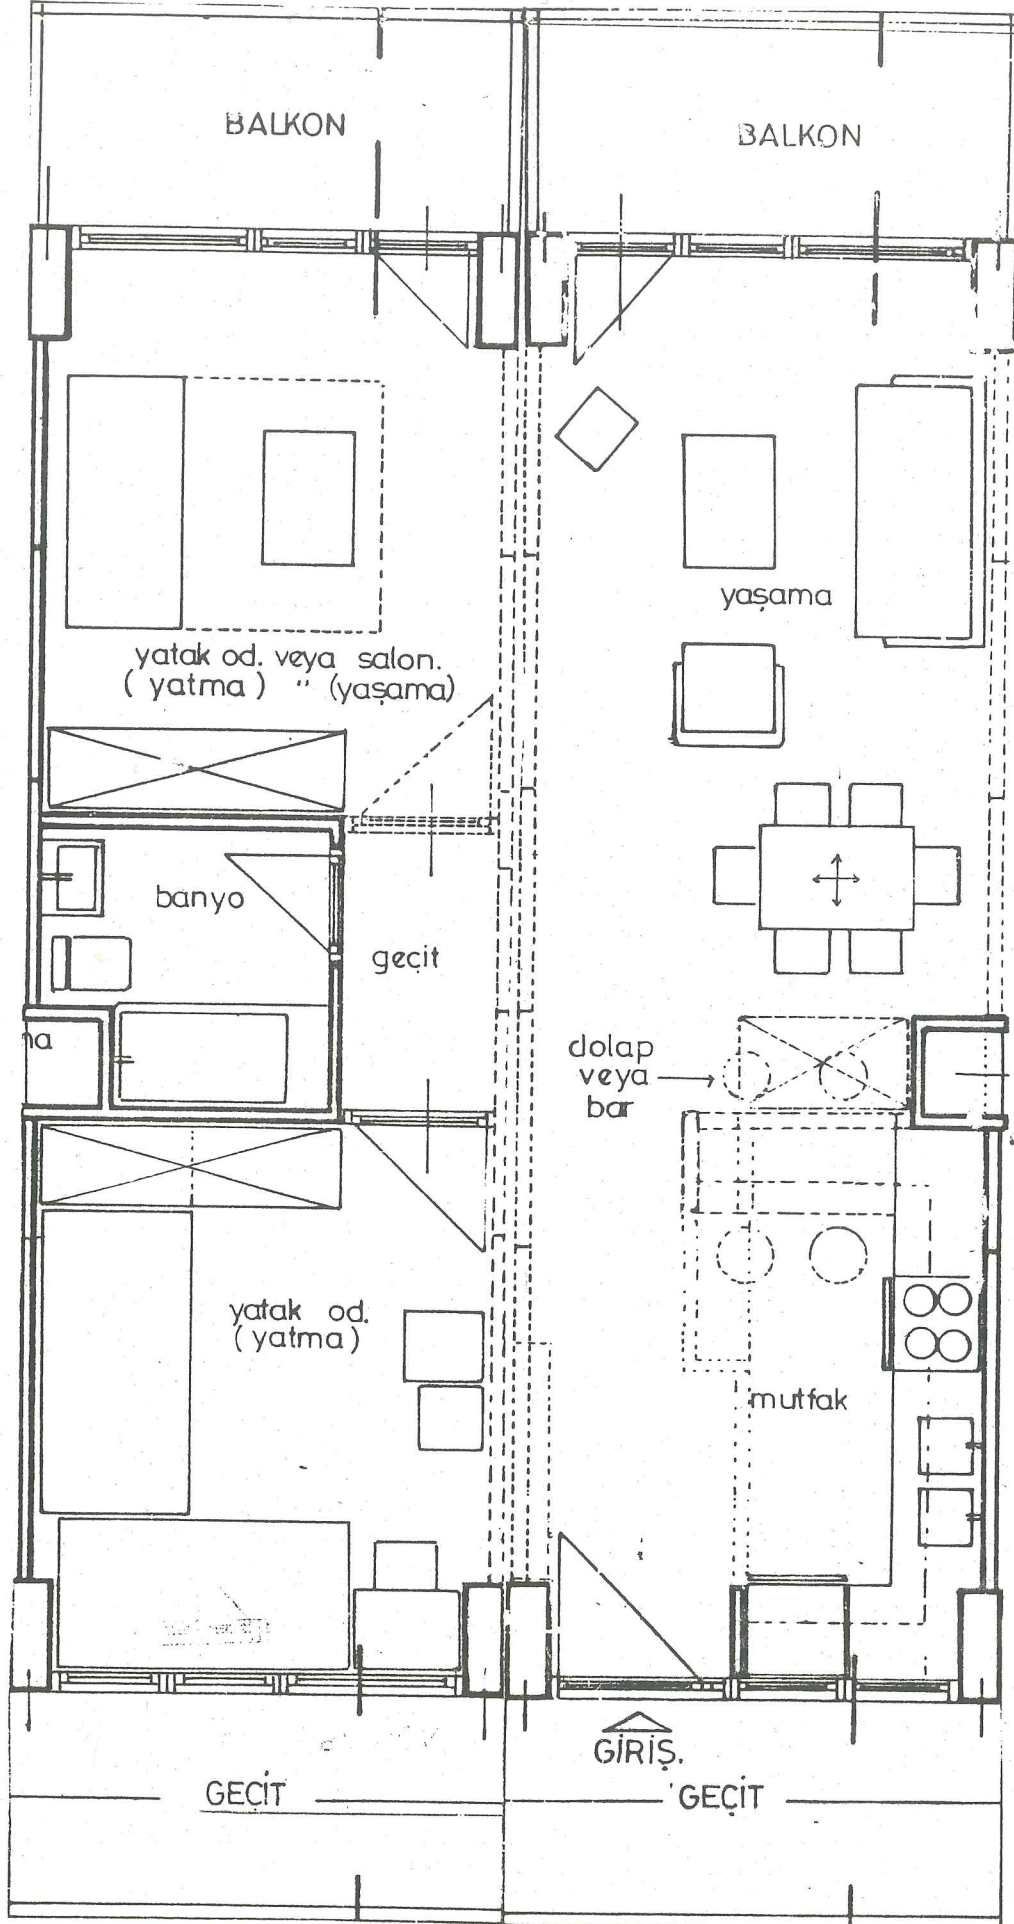 BALKON
BALKON
yaşama
yatak od. veya salon.
(yatma) " (yaşama)
banyo
geçit
dolap
veya
bar
yatak od.
(yatma)
mutfak
GİRİŞ.
GEÇİT
GEÇİT